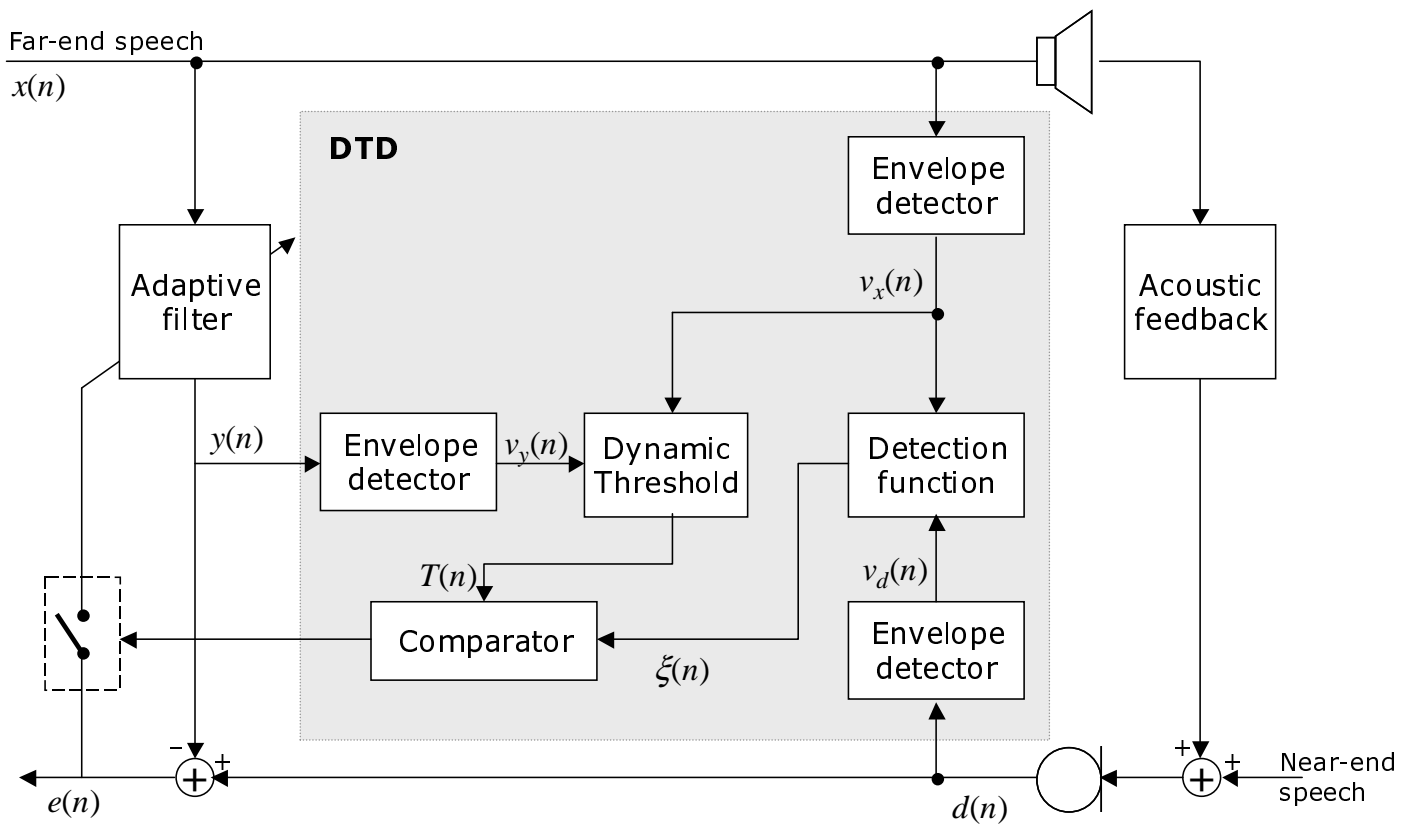 Far-end speech
x(n)
DTD
Envelope
detector
v_x(n)
Adaptive
filter
Acoustic
feedback
y(n)
Envelope
detector
v_y(n)
Dynamic
Threshold
Detection
function
T(n)
v_d(n)
Comparator
ξ(n)
Envelope
detector
−
+
+
e(n)
d(n)
+
+
+
Near-end
speech